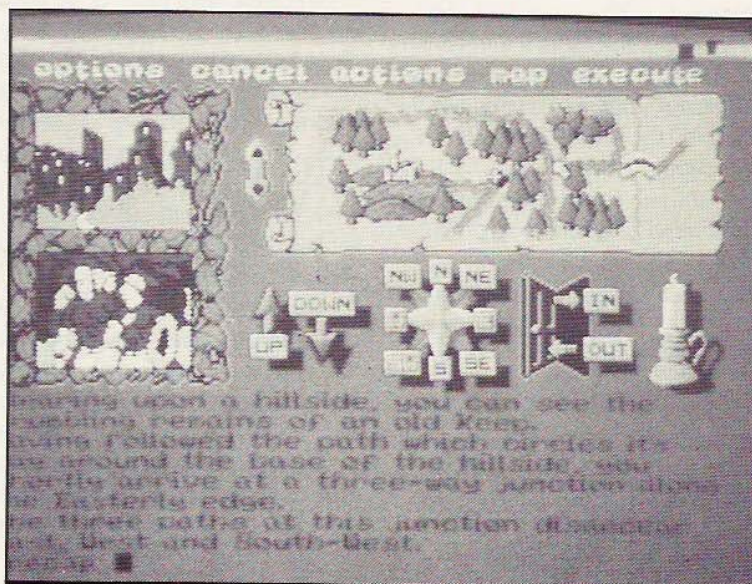 options cancel actions map execute
NW N NE
DOWN
IN
UP
OUT
S SE
upon a hillside, you can see the
remains of an old keep.
followed the path which circles its
around the base of the hillside, you
arrive at a three-way junction along
Easterly edge.
three paths at this junction disappear
West and South-West.